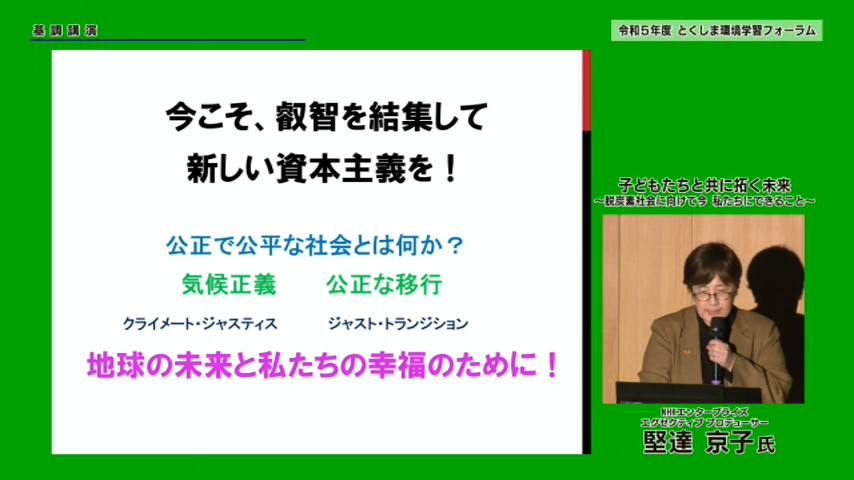 基調講演
令和5年度 とくしま環境学習フォーラム
今こそ、叡智を結集して
新しい資本主義を！
公正で公平な社会とは何か？
気候正義 公正な移行
クライメート・ジャスティス ジャスト・トランジション
地球の未来と私たちの幸福のために！
子どもたちと共に拓く未来
～脱炭素社会に向けて今 私たちにできること～
NHKエンタープライズ
エグゼクティブ プロデューサー
堅達 京子 氏